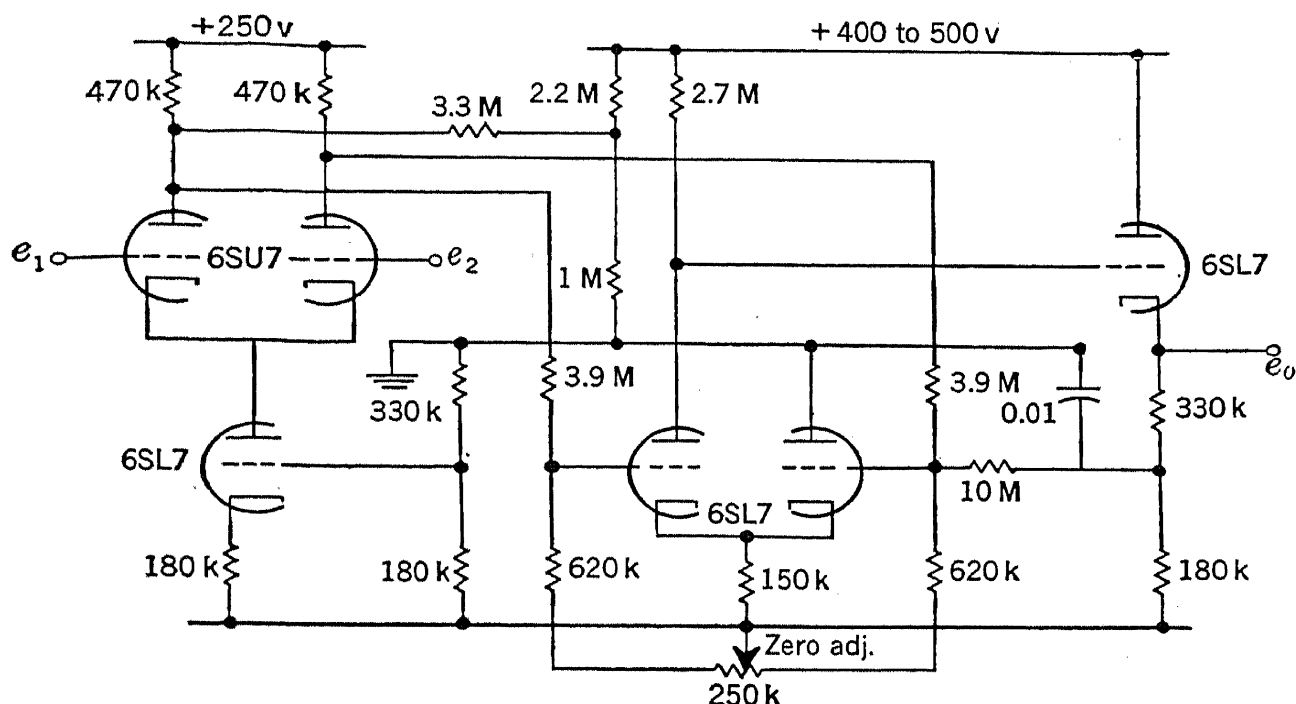 +250 v
+400 to 500 v
470 k
470 k
3.3 M
2.2 M
2.7 M
e1
6SU7
e2
1 M
6SL7
330 k
3.9 M
3.9 M
0.01
330 k
e0
6SL7
6SL7
10 M
180 k
180 k
620 k
150 k
620 k
180 k
Zero adj.
250 k